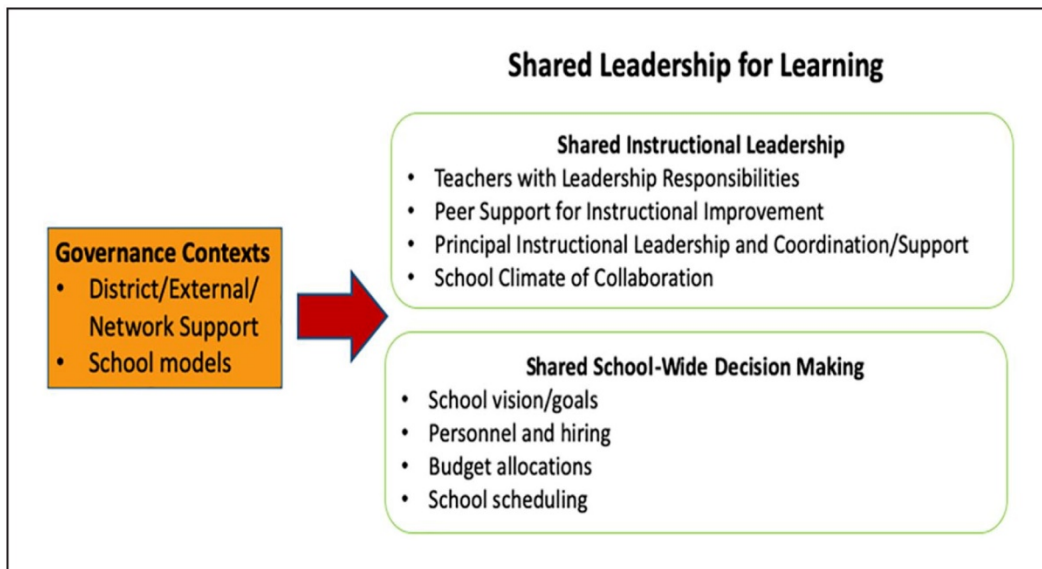 Shared Leadership for Learning
Governance Contexts
• District/External/
Network Support
• School models
Shared Instructional Leadership
• Teachers with Leadership Responsibilities
• Peer Support for Instructional Improvement
• Principal Instructional Leadership and Coordination/Support
• School Climate of Collaboration
Shared School-Wide Decision Making
• School vision/goals
• Personnel and hiring
• Budget allocations
• School scheduling